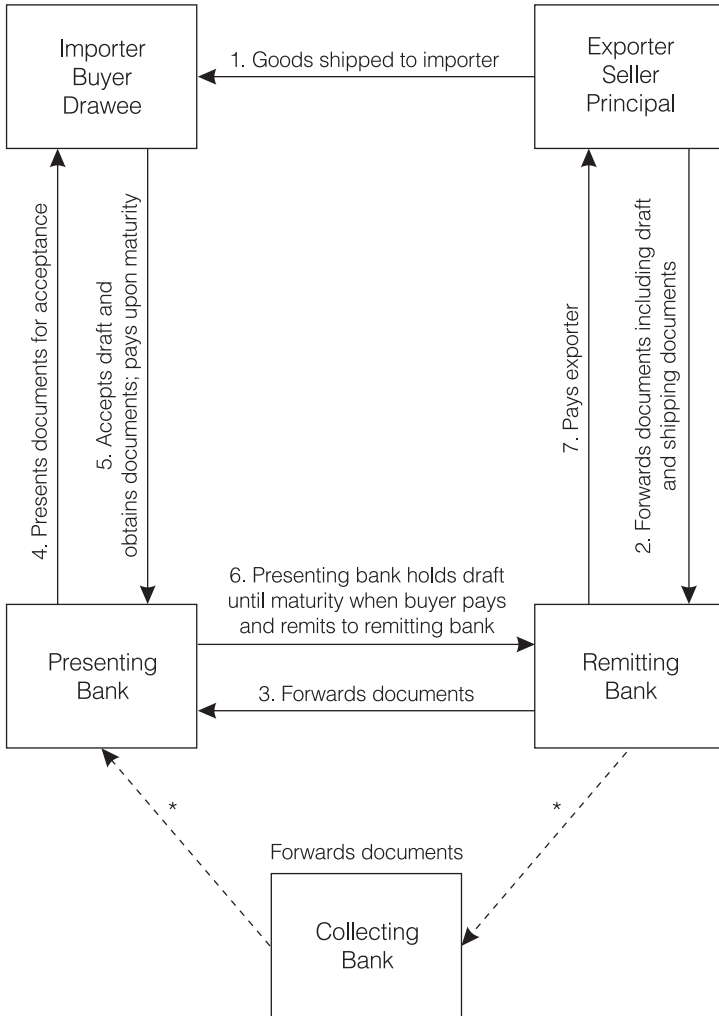 Importer
Buyer
Drawee
1. Goods shipped to importer
Exporter
Seller
Principal
4. Presents documents for acceptance
5. Accepts draft and
obtains documents; pays upon maturity
7. Pays exporter
2. Forwards documents including draft
and shipping documents
6. Presenting bank holds draft
until maturity when buyer pays
and remits to remitting bank
Presenting
Bank
3. Forwards documents
Remitting
Bank
*
*
Forwards documents
Collecting
Bank